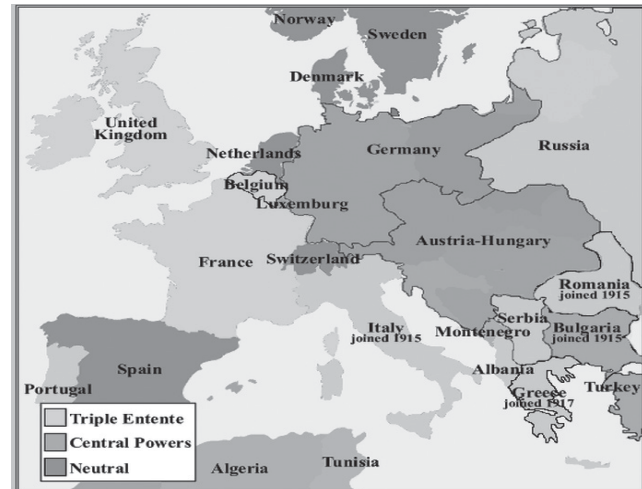 Norway
Sweden
Denmark
United
Kingdom
Netherlands
Germany
Russia
Belgium
Luxemburg
Austria-Hungary
France
Switzerland
Romania
joined 1915
Serbia
Italy
joined 1915
Montenegro
Bulgaria
joined 1915
Spain
Albania
Portugal
Greece
joined 1917
Turkey
Triple Entente
Central Powers
Neutral
Algeria
Tunisia